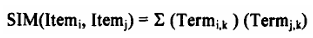 SIM(Itemᵢ, Itemⱼ) = Σ (Termᵢ,ₖ) (Termⱼ,ₖ)